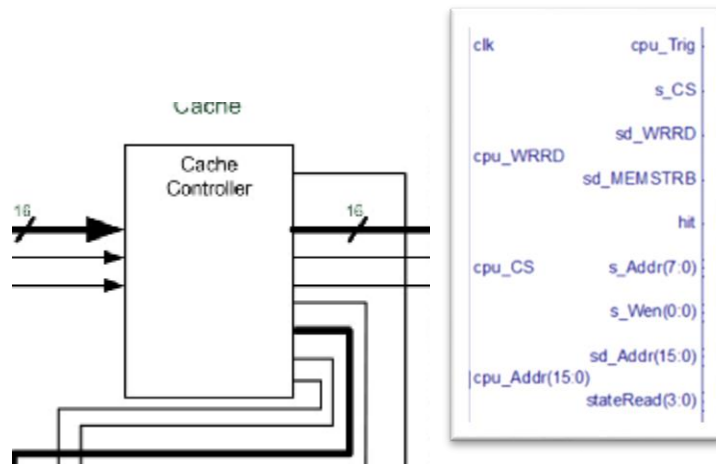 Cache
Cache
Controller
16
16
clk
cpu_Trig
s_CS
sd_WRRD
cpu_WRRD
sd_MEMSTRB
hit
cpu_CS
s_Addr(7:0)
s_Wen(0:0)
sd_Addr(15:0)
cpu_Addr(15:0)
stateRead(3:0)